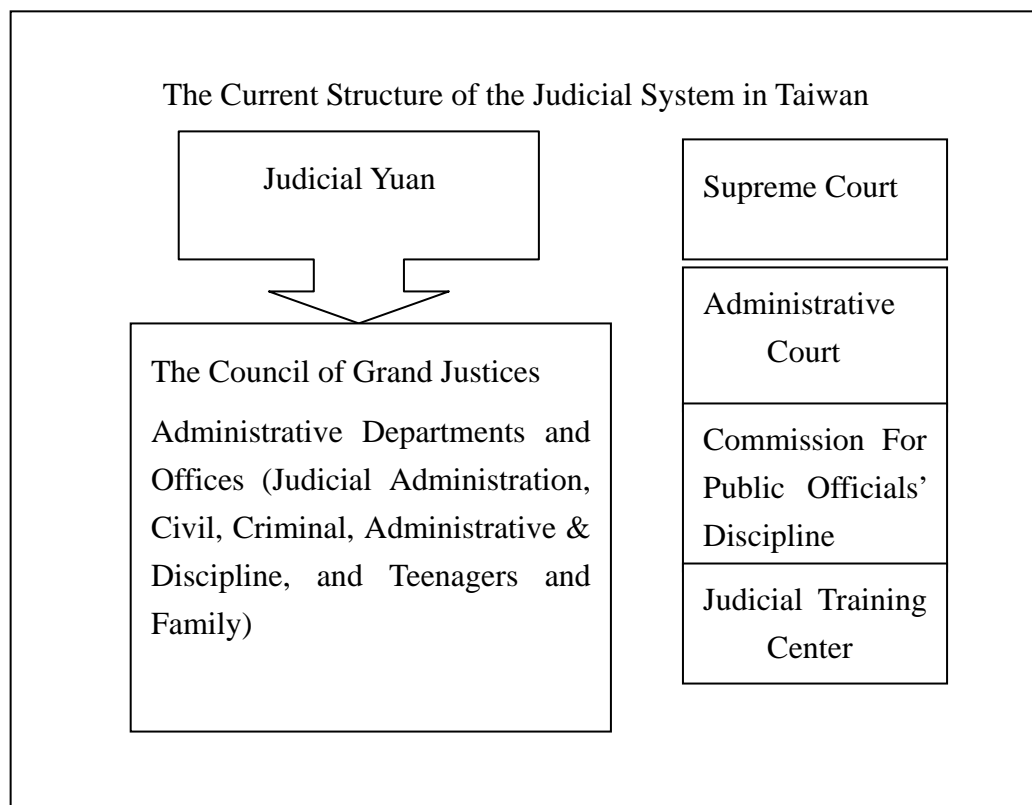 The Current Structure of the Judicial System in Taiwan
Judicial Yuan
The Council of Grand Justices
Administrative Departments and
Offices (Judicial Administration,
Civil, Criminal, Administrative &
Discipline, and Teenagers and
Family)
Supreme Court
Administrative
Court
Commission For
Public Officials’
Discipline
Judicial Training
Center